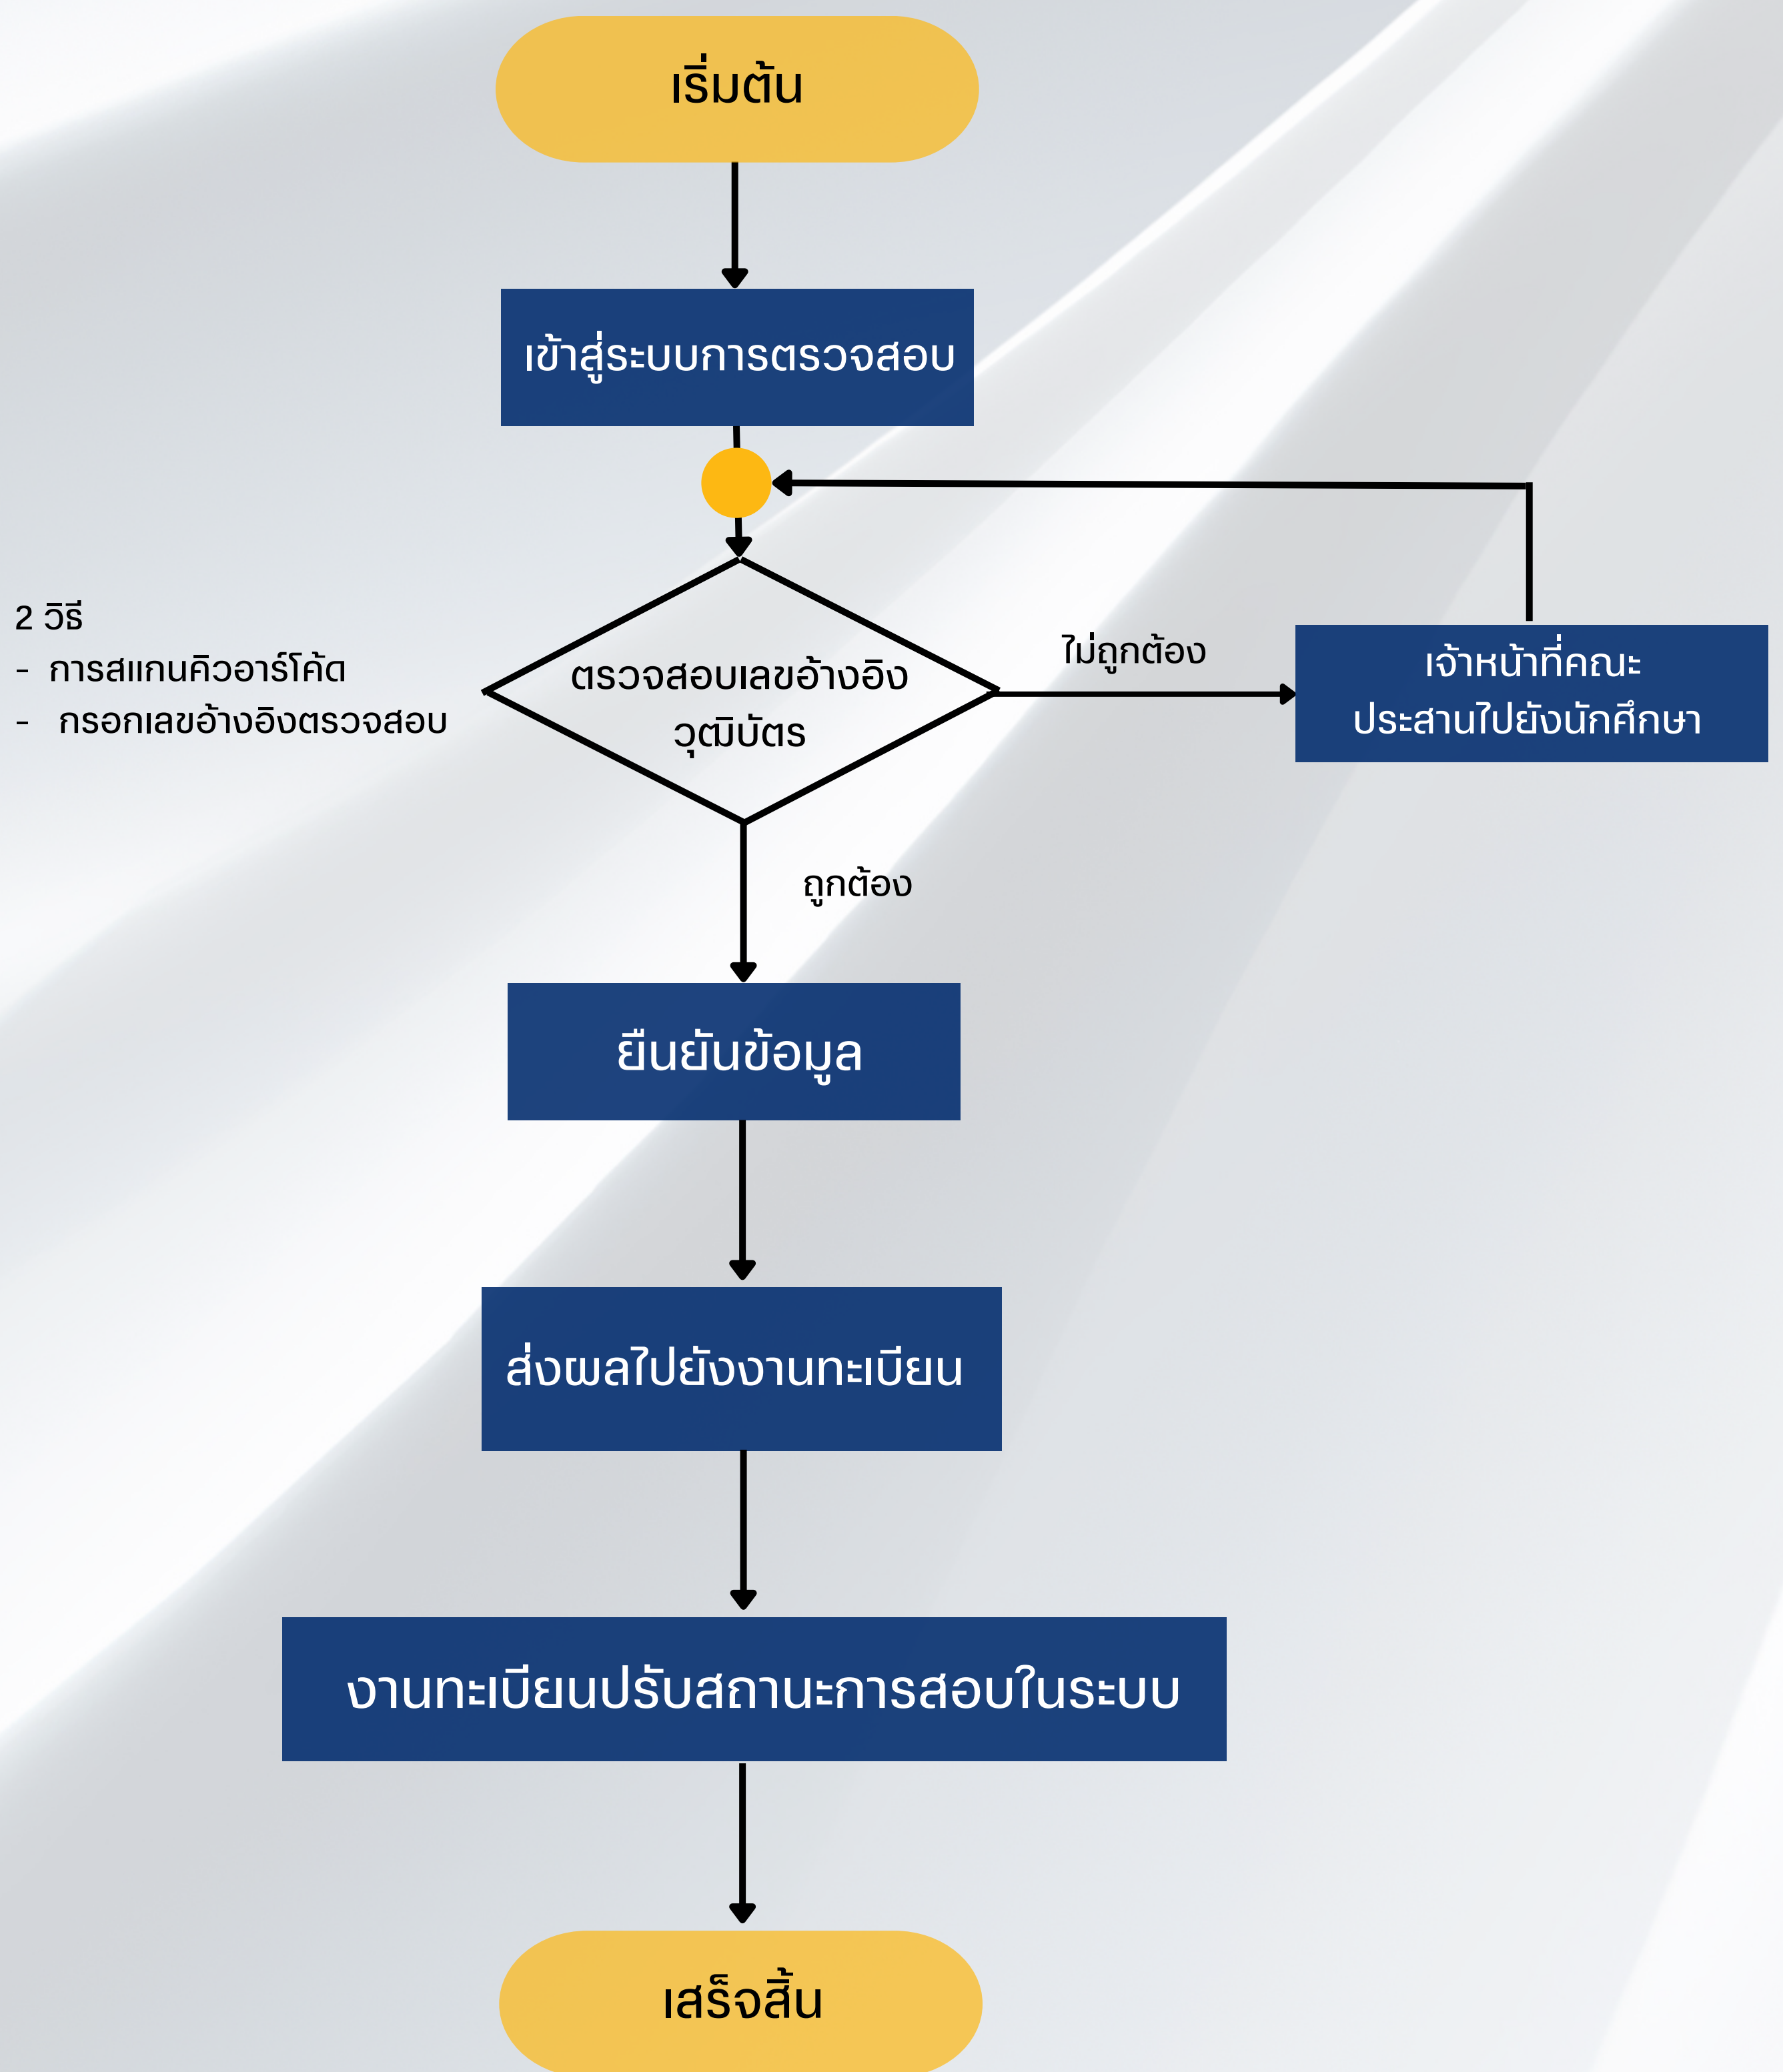 เริ่มต้น
เข้าสู่ระบบการตรวจสอบ
2 วิธี
- การสแกนคิวอาร์โค้ด
- กรอกเลขอ้างอิงตรวจสอบ
ตรวจสอบเลขอ้างอิง
วุฒิบัตร
ไม่ถูกต้อง
เจ้าหน้าที่คณะ
ประสานไปยังนักศึกษา
ถูกต้อง
ยืนยันข้อมูล
ส่งผลไปยังงานทะเบียน
งานทะเบียนปรับสถานะการสอบในระบบ
เสร็จสิ้น